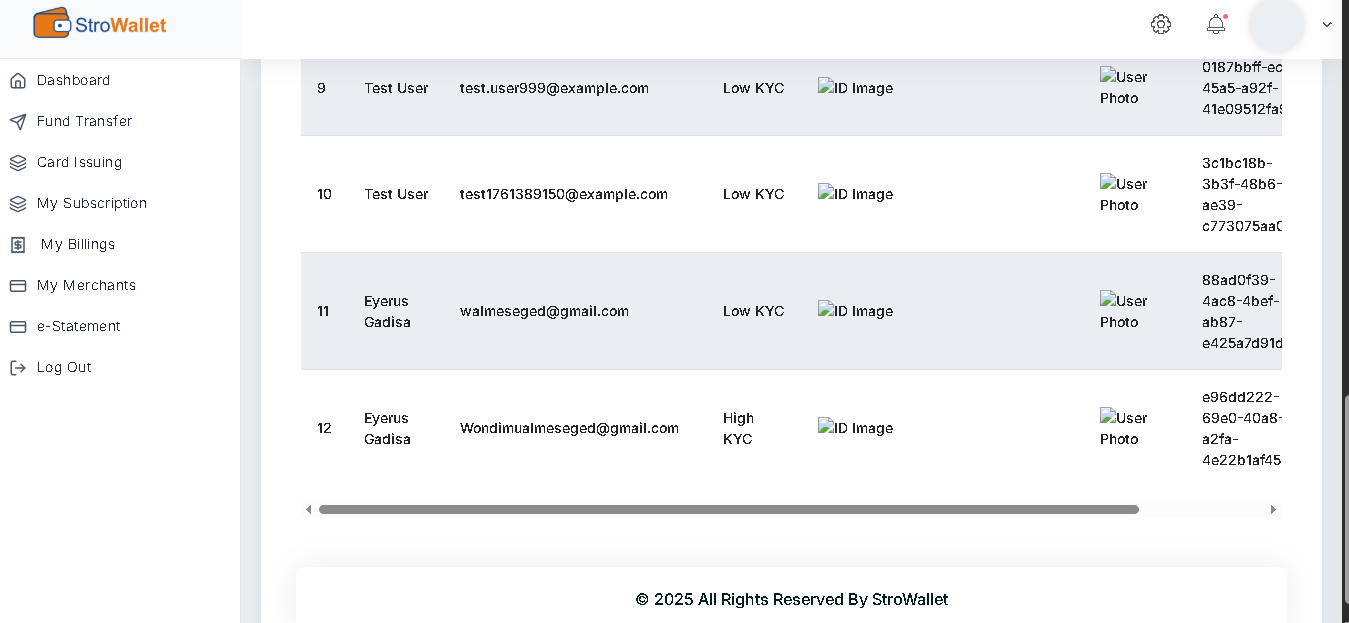 StroWallet
Dashboard
Fund Transfer
Card Issuing
My Subscription
My Billings
My Merchants
e-Statement
Log Out
9 Test User test.user999@example.com Low KYC ID Image User Photo
0187bbff-ec
45a5-a92f-
41e09512fa
10 Test User test1761389150@example.com Low KYC ID Image User Photo
3c1bc18b-
3b3f-48b6-
ae39-
c773075aa0
11 Eyerus Gadisa walmeseged@gmail.com Low KYC ID Image User Photo
88ad0f39-
4ac8-4bef-
ab87-
e425a7d91d
12 Eyerus Gadisa Wondimualmeseged@gmail.com High KYC ID Image User Photo
e96dd222-
69e0-40a8-
a2fa-
4e22b1af45
© 2025 All Rights Reserved By StroWallet